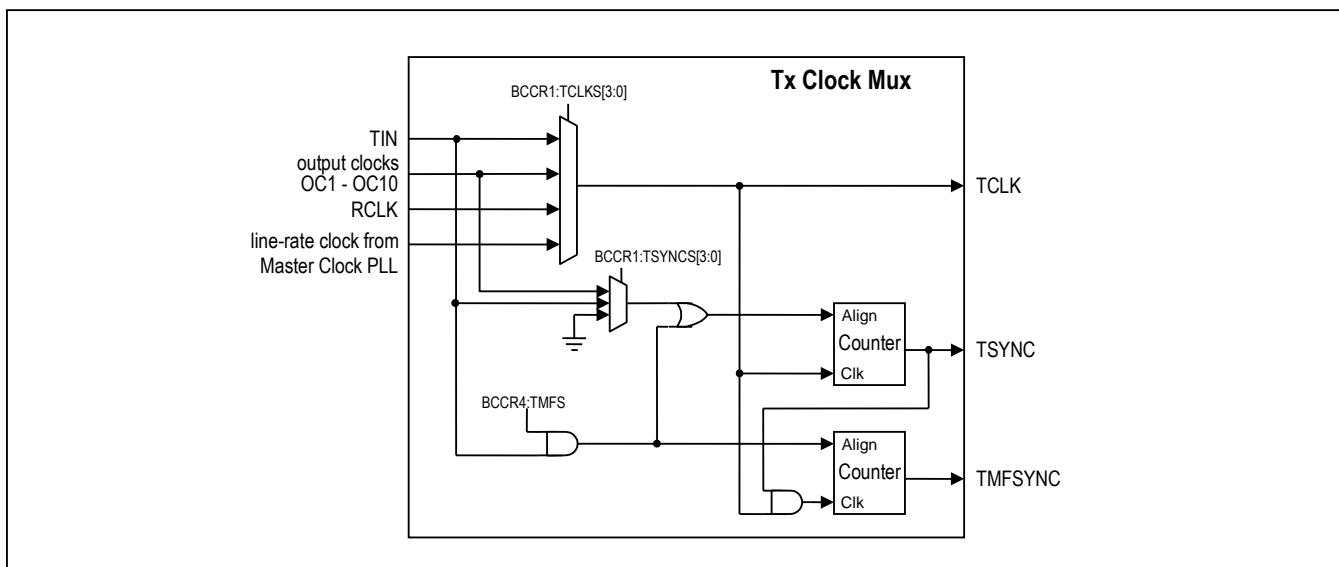 Tx Clock Mux
BCCR1:TCLKS[3:0]
TIN
output clocks
OC1 - OC10
RCLK
line-rate clock from
Master Clock PLL
TCLK
BCCR1:TSYNCS[3:0]
Align
Counter
Clk
TSYNC
BCCR4:TMFS
Align
Counter
Clk
TMFSYNC